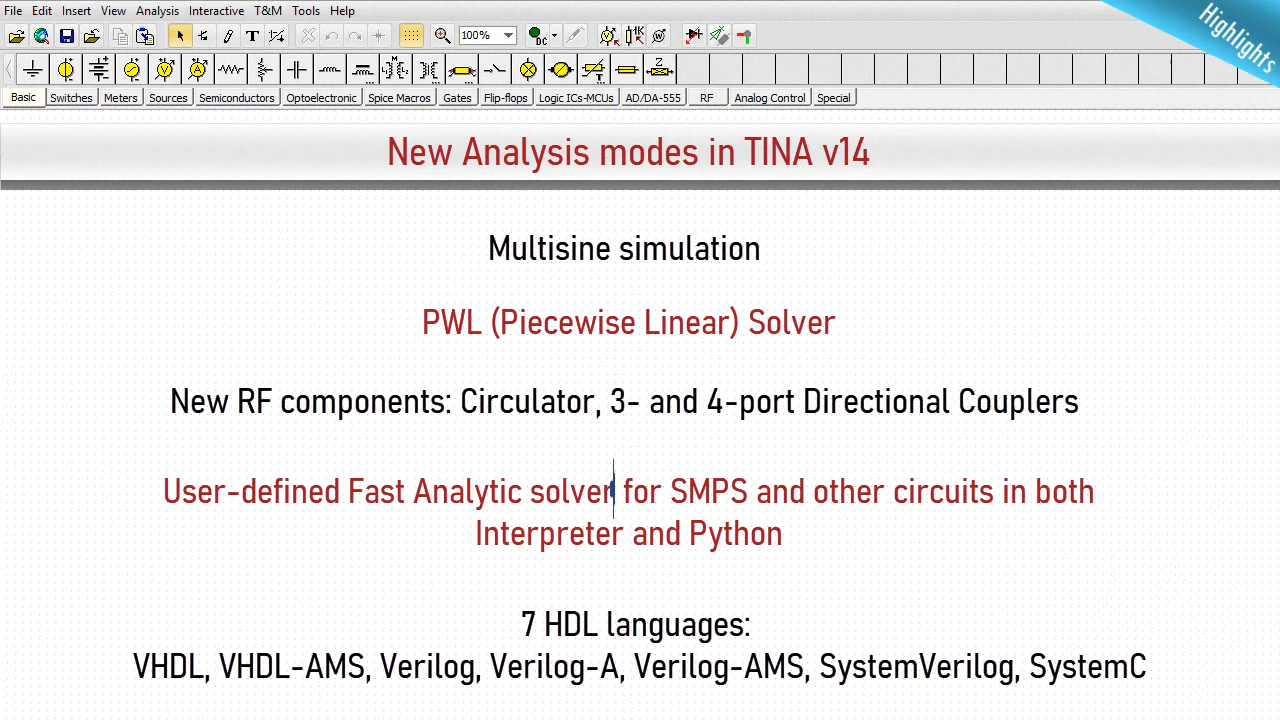 File Edit Insert View Analysis Interactive T&M Tools Help
Highlights
100%
DC
Basic Switches Meters Sources Semiconductors Optoelectronic Spice Macros Gates Flip-flops Logic ICs-MCUs AD/DA-555 RF Analog Control Special
New Analysis modes in TINA v14
Multisine simulation
PWL (Piecewise Linear) Solver
New RF components: Circulator, 3- and 4-port Directional Couplers
User-defined Fast Analytic solver for SMPS and other circuits in both
Interpreter and Python
7 HDL languages:
VHDL, VHDL-AMS, Verilog, Verilog-A, Verilog-AMS, SystemVerilog, SystemC